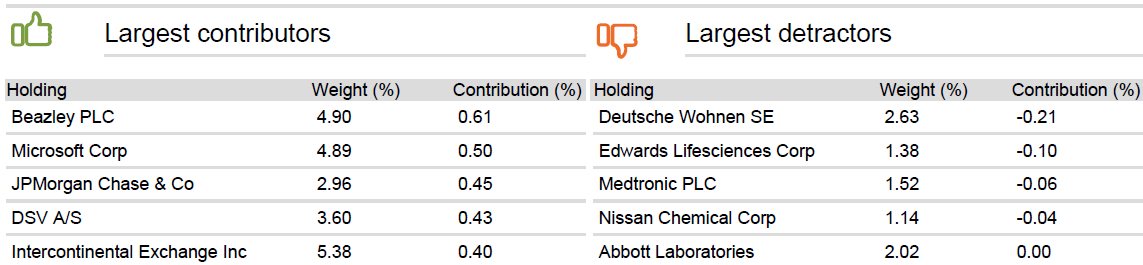 Largest contributors
Holding Weight (%) Contribution (%)
Beazley PLC 4.90 0.61
Microsoft Corp 4.89 0.50
JPMorgan Chase & Co 2.96 0.45
DSV A/S 3.60 0.43
Intercontinental Exchange Inc 5.38 0.40
Largest detractors
Holding Weight (%) Contribution (%)
Deutsche Wohnen SE 2.63 -0.21
Edwards Lifesciences Corp 1.38 -0.10
Medtronic PLC 1.52 -0.06
Nissan Chemical Corp 1.14 -0.04
Abbott Laboratories 2.02 0.00